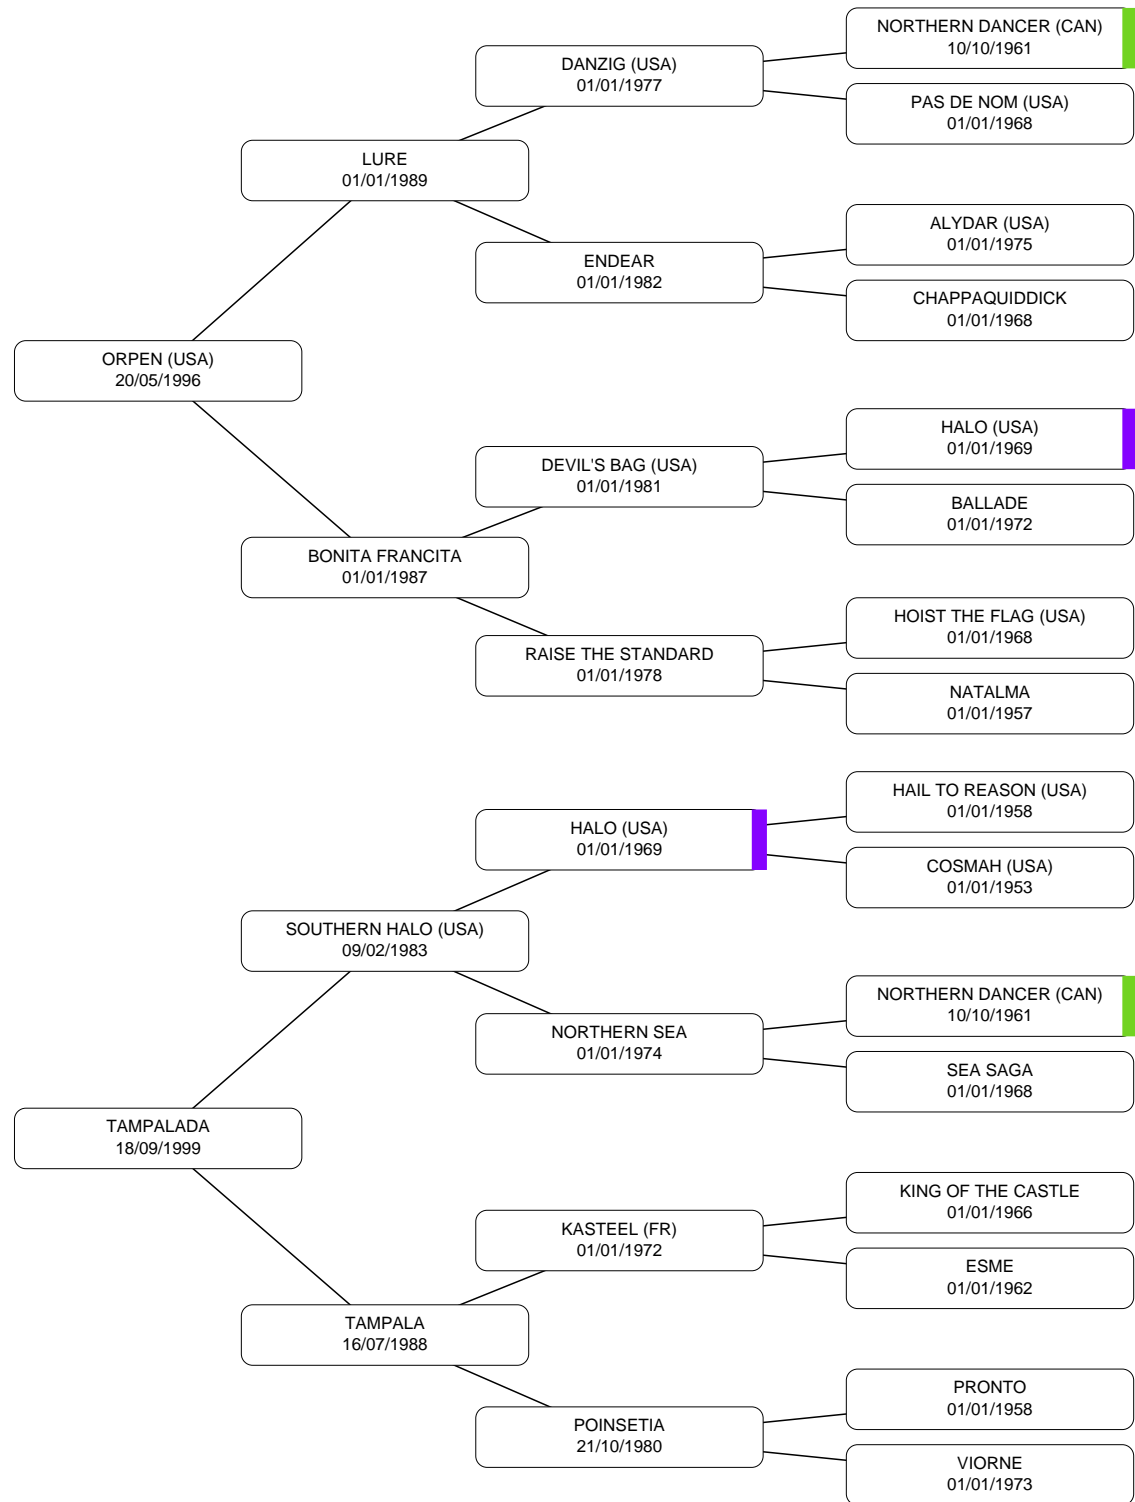 NORTHERN DANCER (CAN)
10/10/1961
DANZIG (USA)
01/01/1977
PAS DE NOM (USA)
01/01/1968
LURE
01/01/1989
ALYDAR (USA)
01/01/1975
ENDEAR
01/01/1982
CHAPPAQUIDDICK
01/01/1968
ORPEN (USA)
20/05/1996
HALO (USA)
01/01/1969
DEVIL'S BAG (USA)
01/01/1981
BALLADE
01/01/1972
BONITA FRANCITA
01/01/1987
HOIST THE FLAG (USA)
01/01/1968
RAISE THE STANDARD
01/01/1978
NATALMA
01/01/1957
HAIL TO REASON (USA)
01/01/1958
HALO (USA)
01/01/1969
COSMAH (USA)
01/01/1953
SOUTHERN HALO (USA)
09/02/1983
NORTHERN DANCER (CAN)
10/10/1961
NORTHERN SEA
01/01/1974
SEA SAGA
01/01/1968
TAMPALADA
18/09/1999
KING OF THE CASTLE
01/01/1966
KASTEEL (FR)
01/01/1972
ESME
01/01/1962
TAMPALA
16/07/1988
PRONTO
01/01/1958
POINSETIA
21/10/1980
VIORNE
01/01/1973